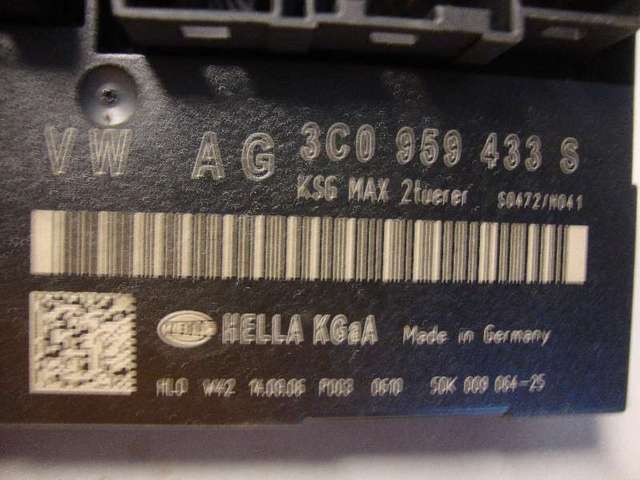 VW AG 3C0 959 433 S
KSG MAX 2tuerer S0472/H041
HELLA HELLA KGaA Made in Germany
HLO W42 14.09.06 P003 0610 5DK 009 064-25